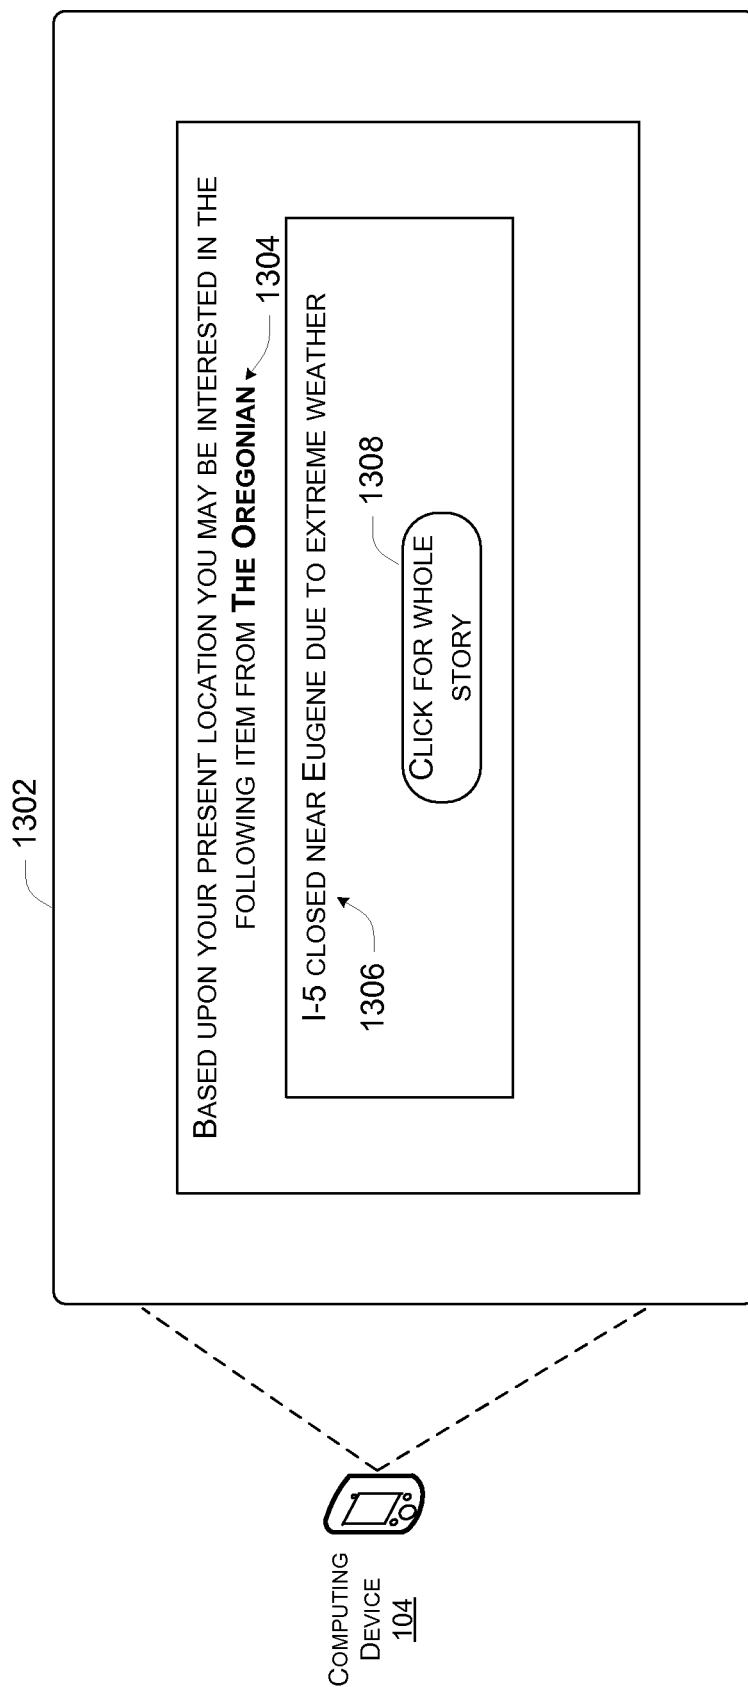 1302
BASED UPON YOUR PRESENT LOCATION YOU MAY BE INTERESTED IN THE
FOLLOWING ITEM FROM THE OREGONIAN
1304
I-5 CLOSED NEAR EUGENE DUE TO EXTREME WEATHER
1306
1308
CLICK FOR WHOLE
STORY
COMPUTING
DEVICE
104